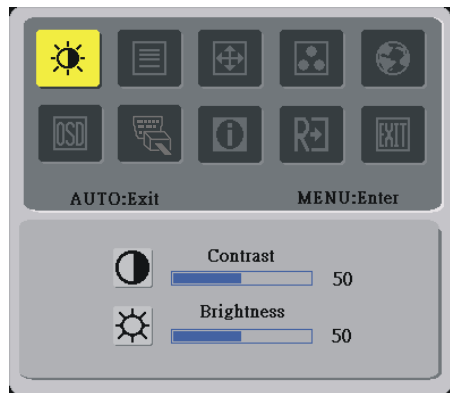 OSD
i
R
EXIT
AUTO:Exit
MENU:Enter
Contrast
50
Brightness
50